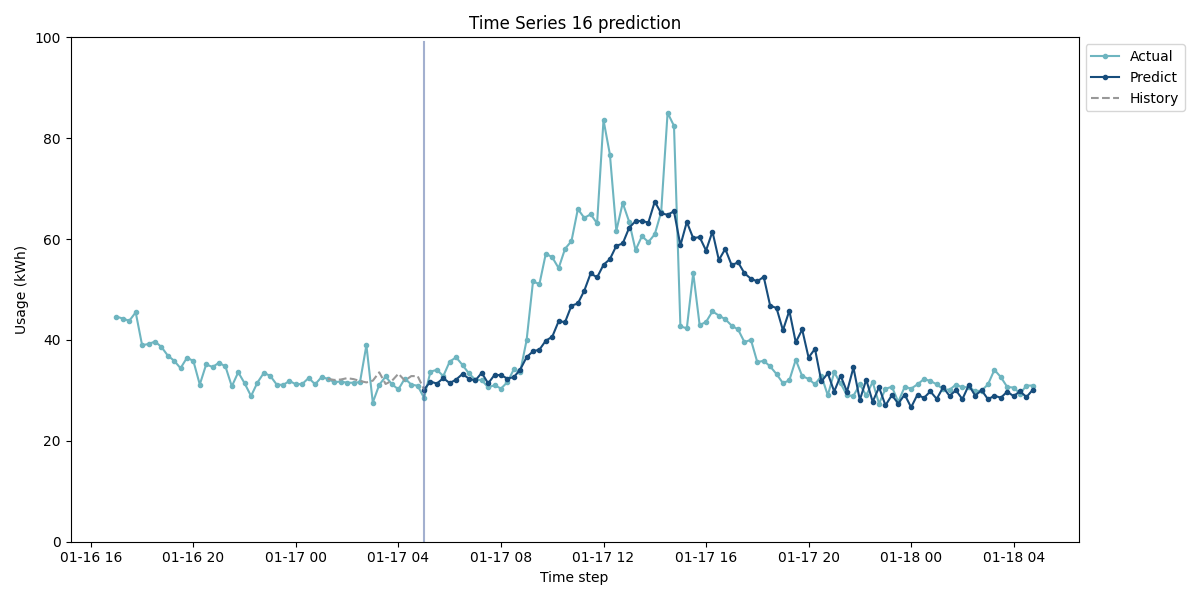 Time Series 16 prediction
100
80
60
40
20
0
Usage (kWh)
01-16 16
01-16 20
01-17 00
01-17 04
01-17 08
01-17 12
01-17 16
01-17 20
01-18 00
01-18 04
Time step
Actual
Predict
History